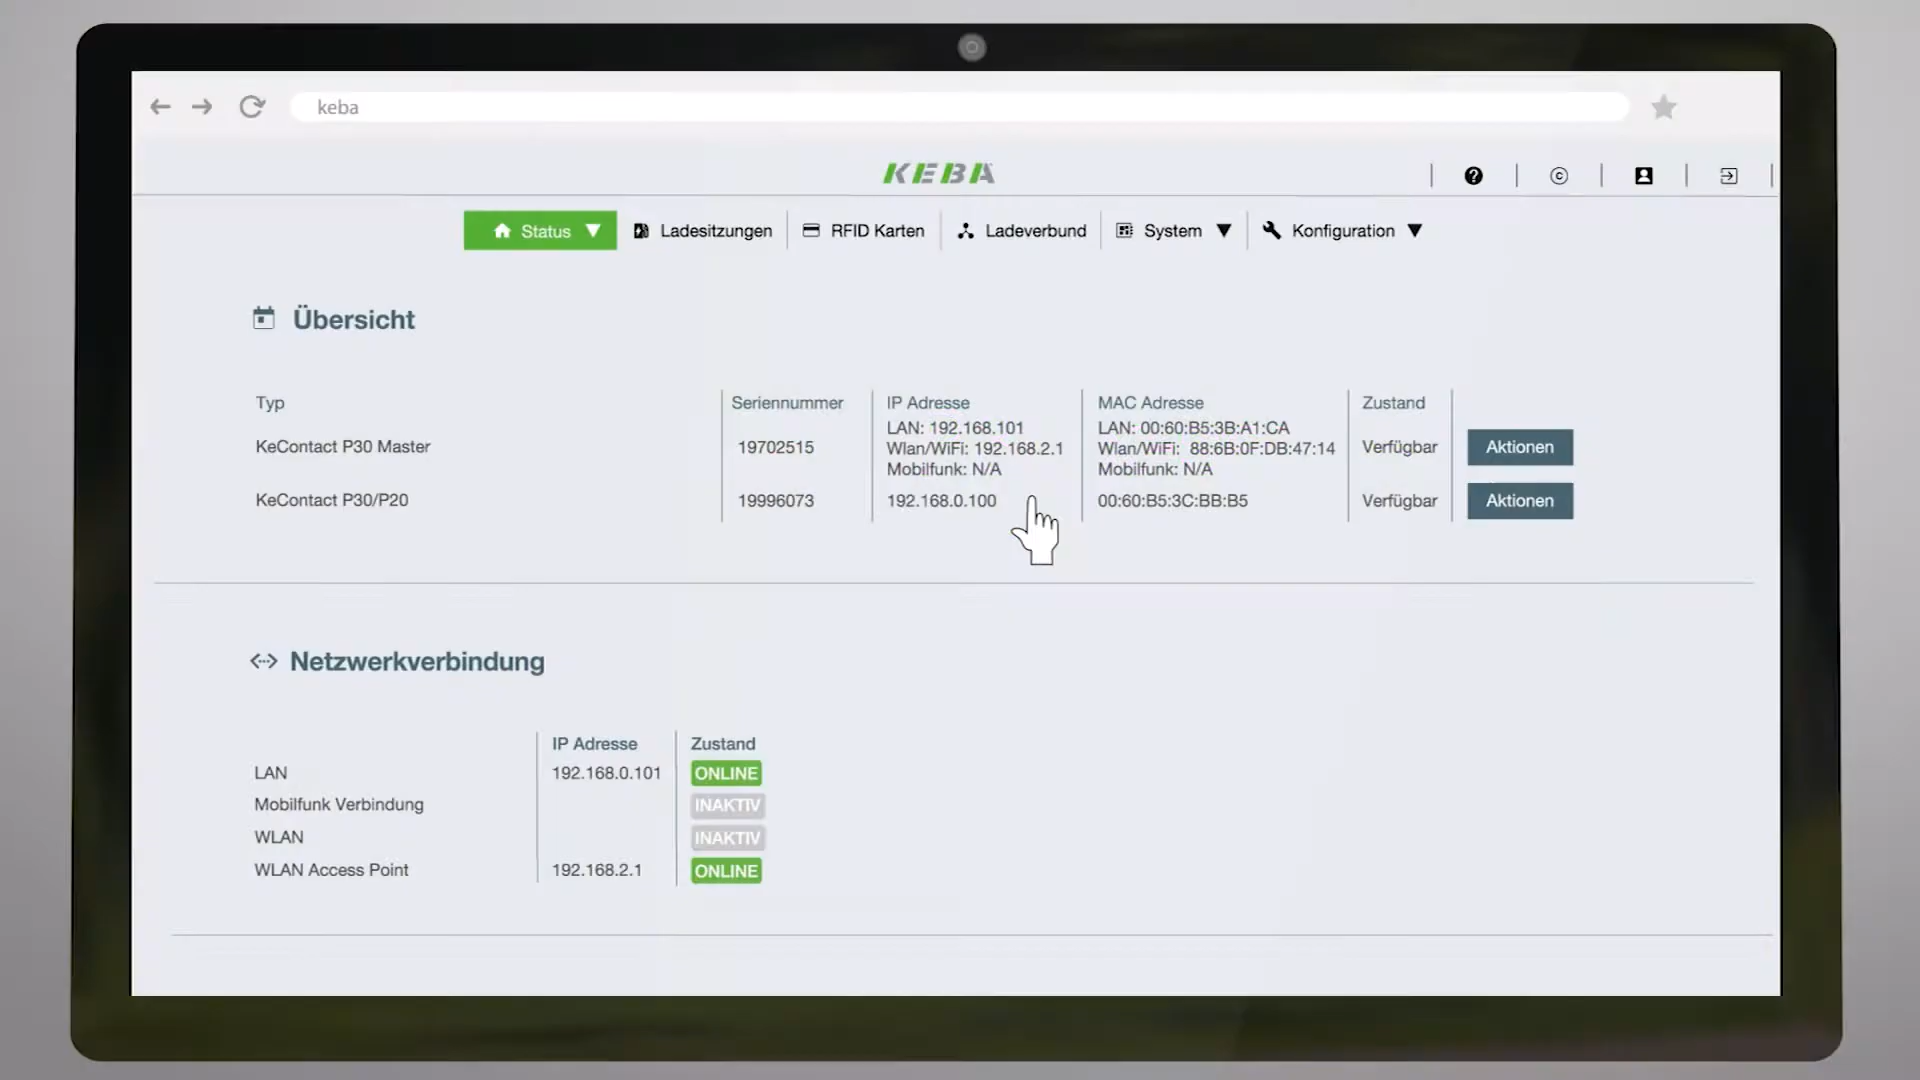 keba
KEBA
Status
Ladesitzungen
RFID Karten
Ladeverbund
System
Konfiguration
Übersicht
Typ
Seriennummer
IP Adresse
MAC Adresse
Zustand
KeContact P30 Master
19702515
LAN: 192.168.101
Wlan/WiFi: 192.168.2.1
Mobilfunk: N/A
LAN: 00:60:B5:3B:A1:CA
Wlan/WiFi: 88:6B:0F:DB:47:14
Mobilfunk: N/A
Verfügbar
Aktionen
KeContact P30/P20
19996073
192.168.0.100
00:60:B5:3C:BB:B5
Verfügbar
Aktionen
Netzwerkverbindung
IP Adresse
Zustand
LAN
192.168.0.101
ONLINE
Mobilfunk Verbindung
INAKTIV
WLAN
INAKTIV
WLAN Access Point
192.168.2.1
ONLINE